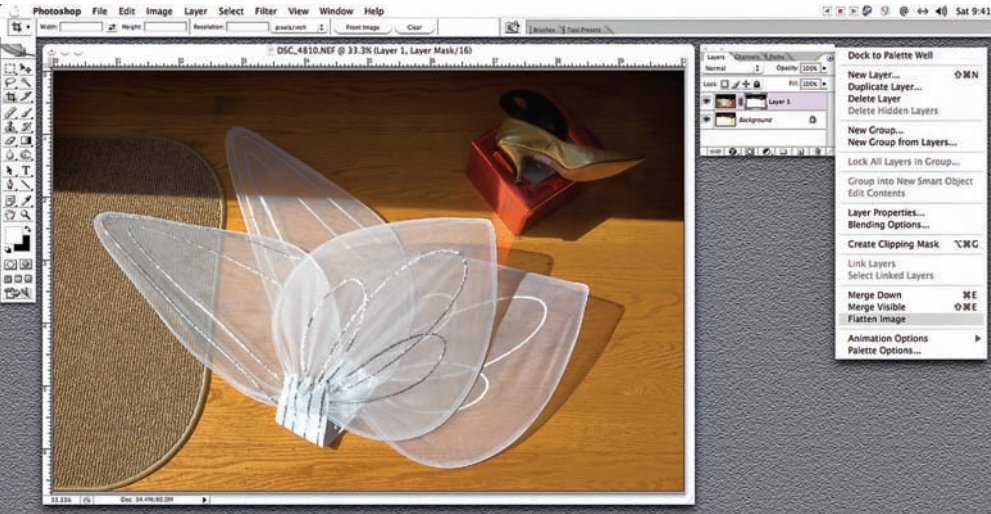 Photoshop File Edit Image Layer Select Filter View Window Help Sat 9:41
Width: Height: Resolution: pixels/inch Front Image Clear Brushes Tool Presets
DSC_4810.NEF @ 33.3% (Layer 1, Layer Mask/16)
Layers Channels Paths
Normal Opacity: 100%
Lock: Fill: 100%
Layer 1
Background
Dock to Palette Well
New Layer... ⇧⌘N
Duplicate Layer...
Delete Layer
Delete Hidden Layers
New Group...
New Group from Layers...
Lock All Layers in Group...
Group into New Smart Object
Edit Contents
Layer Properties...
Blending Options...
Create Clipping Mask ⌥⌘G
Link Layers
Select Linked Layers
Merge Down ⌘E
Merge Visible ⇧⌘E
Flatten Image
Animation Options
Palette Options...
33.33% Doc: 34.4M/80.0M